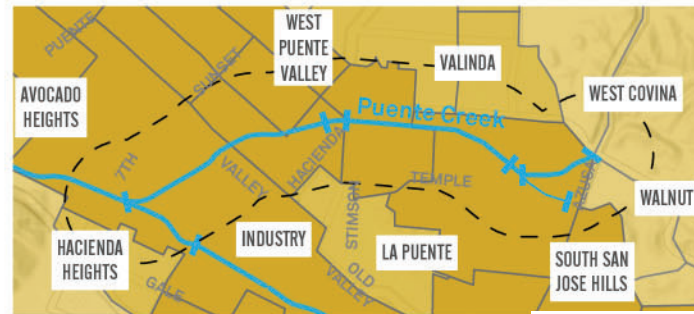 PUENTE
WEST
PUENTE
VALLEY
VALINDA
SUNSET
AVOCADO
HEIGHTS
WEST COVINA
Puente Creek
7TH
VALLEY
HACIENDA
TEMPLE
AZUSA
WALNUT
HACIENDA
HEIGHTS
INDUSTRY
STIMSON
LA PUENTE
SOUTH SAN
JOSE HILLS
GALE
OLD
VALLEY